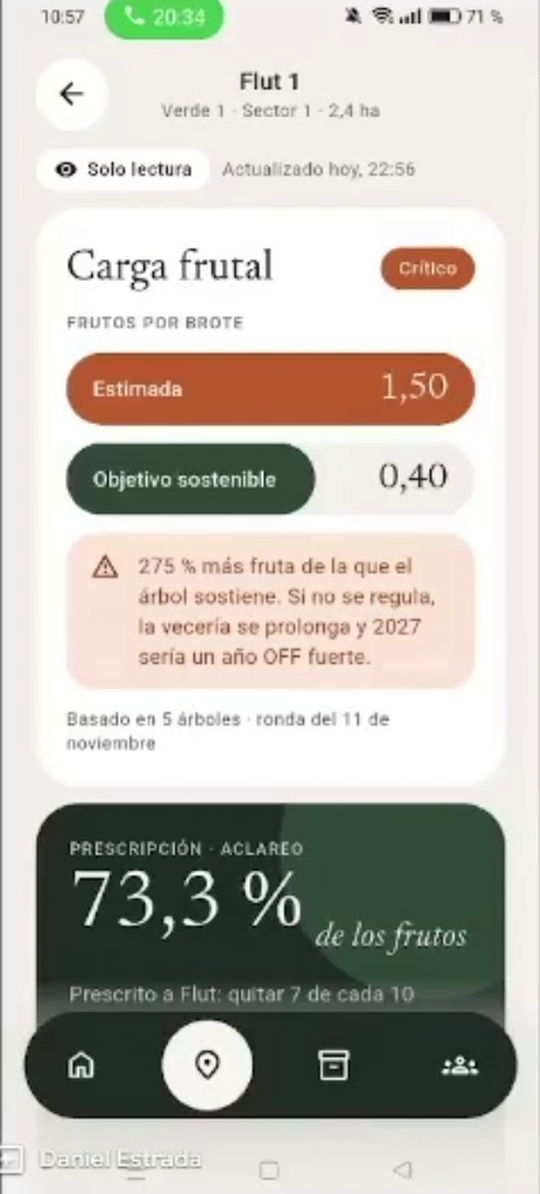 10:57
20:34
71 %
Flut 1
Verde 1 · Sector 1 · 2,4 ha
Solo lectura
Actualizado hoy, 22:56
Carga frutal
Crítico
FRUTOS POR BROTE
Estimada
1,50
Objetivo sostenible
0,40
275 % más fruta de la que el
árbol sostiene. Si no se regula,
la vecería se prolonga y 2027
sería un año OFF fuerte.
Basado en 5 árboles · ronda del 11 de
noviembre
PRESCRIPCIÓN · ACLAREO
73,3 %
de los frutos
Prescrito a Flut: quitar 7 de cada 10
Daniel Estrada